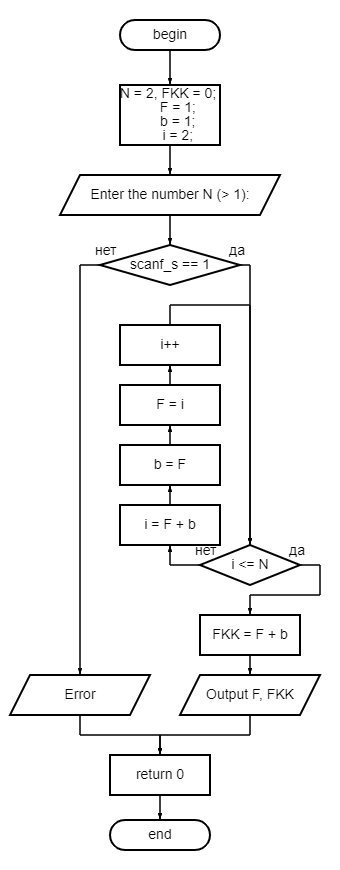 begin
N = 2, FKK = 0;
F = 1;
b = 1;
i = 2;
Enter the number N (> 1):
нет
да
scanf_s == 1
i++
F = i
b = F
i = F + b
нет
да
i <= N
FKK = F + b
Error
Output F, FKK
return 0
end